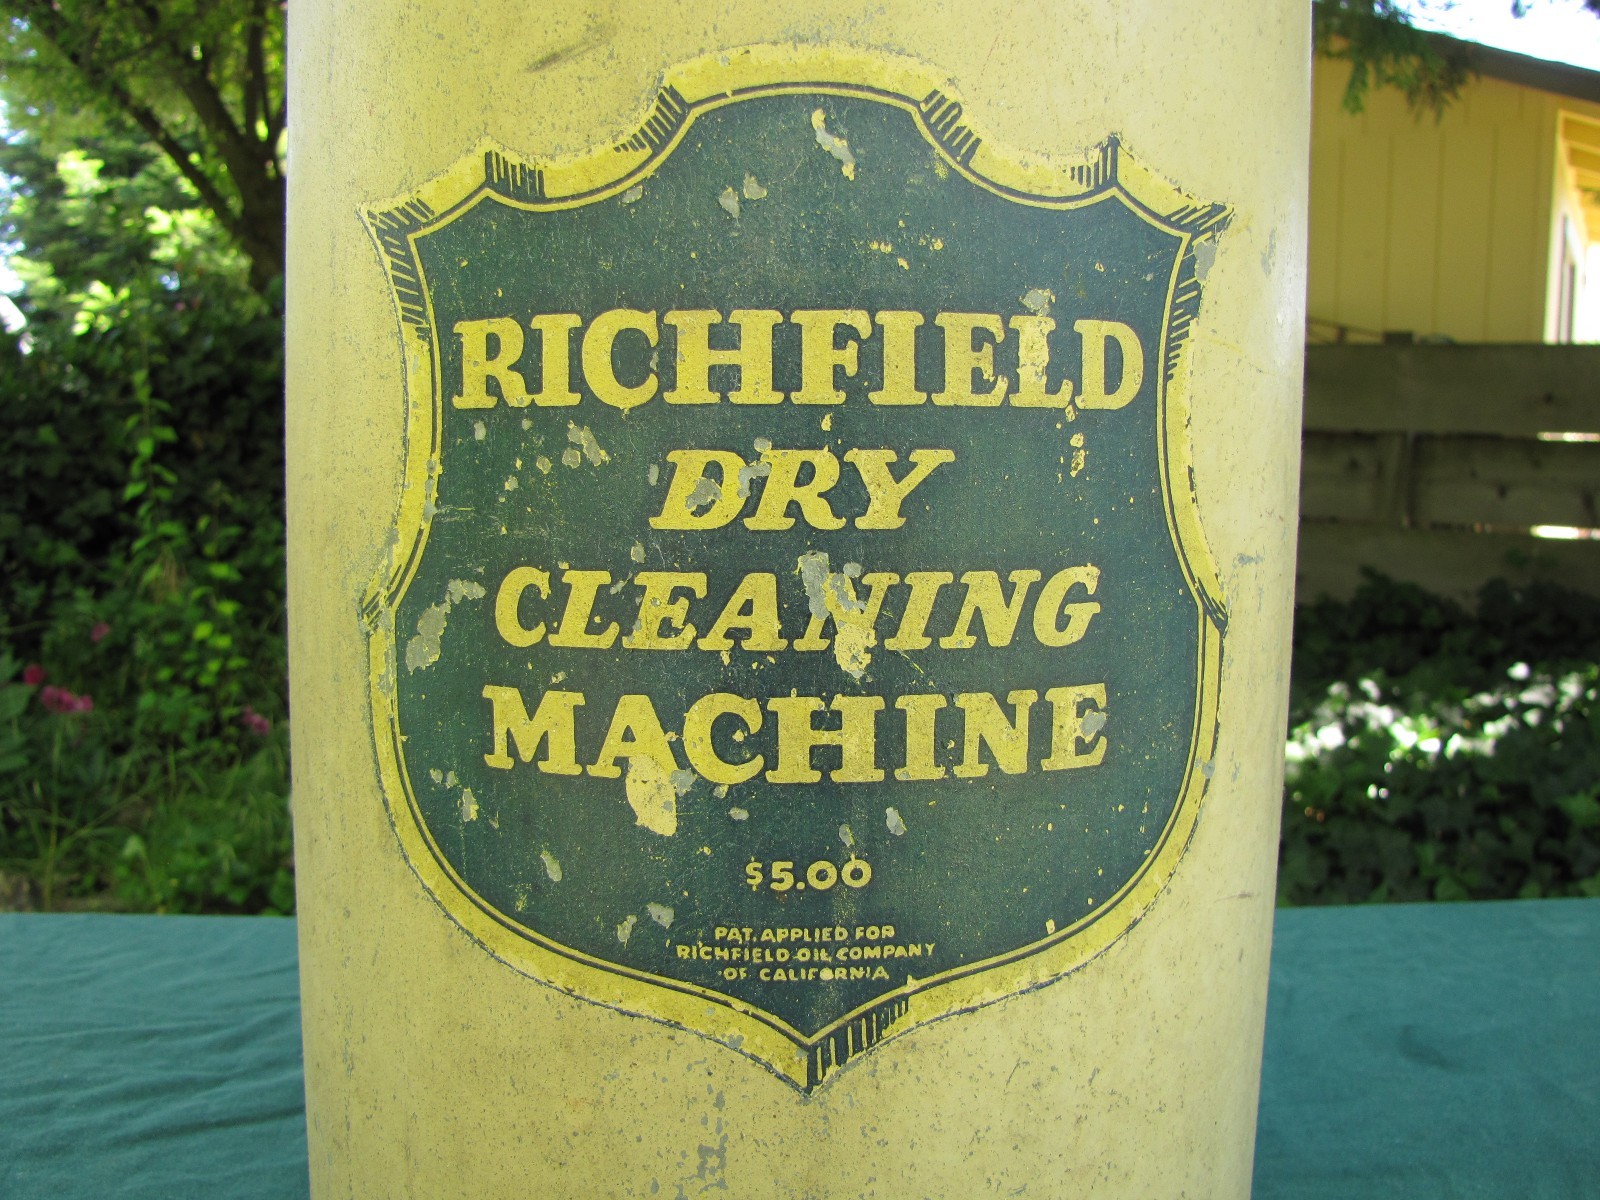 RICHFIELD
DRY
CLEANING
MACHINE
$5.00
PAT. APPLIED FOR
RICHFIELD OIL COMPANY
OF CALIFORNIA